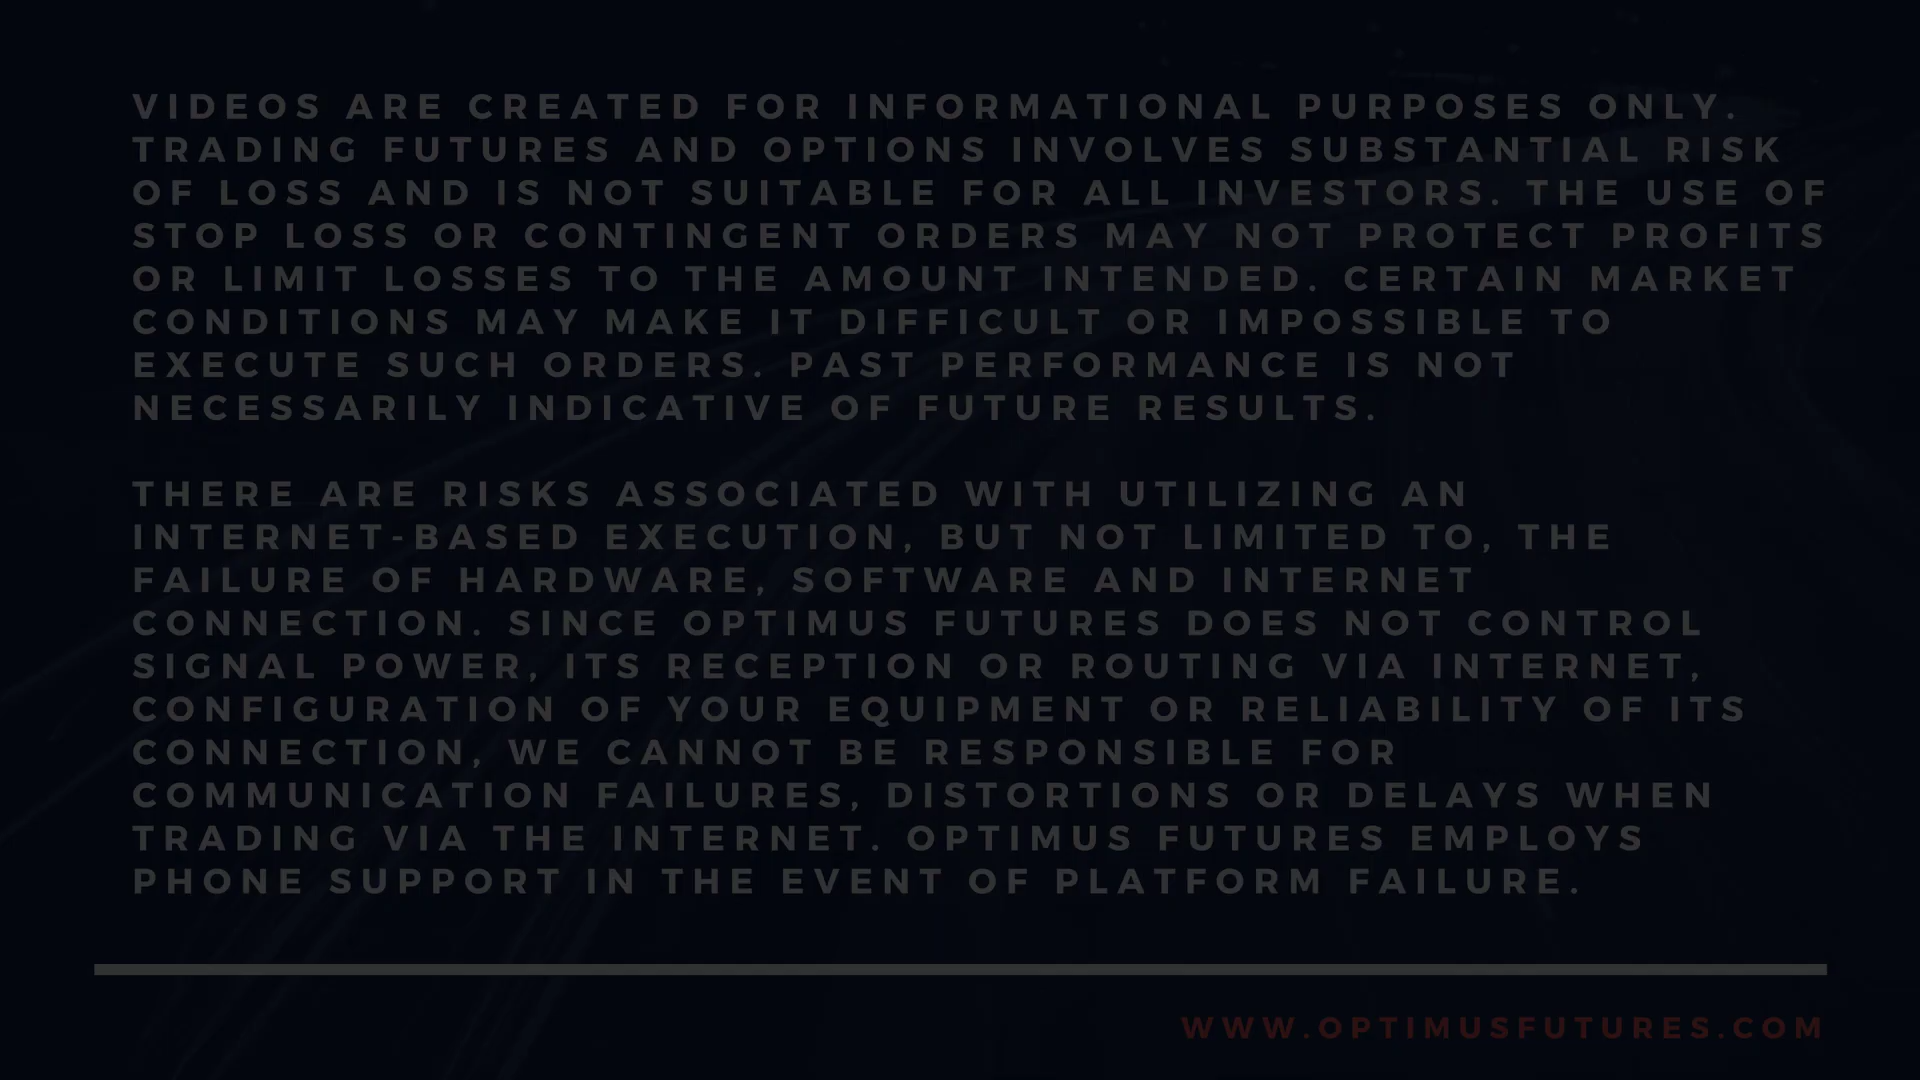 VIDEOS ARE CREATED FOR INFORMATIONAL PURPOSES ONLY.
TRADING FUTURES AND OPTIONS INVOLVES SUBSTANTIAL RISK
OF LOSS AND IS NOT SUITABLE FOR ALL INVESTORS. THE USE OF
STOP LOSS OR CONTINGENT ORDERS MAY NOT PROTECT PROFITS
OR LIMIT LOSSES TO THE AMOUNT INTENDED. CERTAIN MARKET
CONDITIONS MAY MAKE IT DIFFICULT OR IMPOSSIBLE TO
EXECUTE SUCH ORDERS. PAST PERFORMANCE IS NOT
NECESSARILY INDICATIVE OF FUTURE RESULTS.
THERE ARE RISKS ASSOCIATED WITH UTILIZING AN
INTERNET-BASED EXECUTION, BUT NOT LIMITED TO, THE
FAILURE OF HARDWARE, SOFTWARE AND INTERNET
CONNECTION. SINCE OPTIMUS FUTURES DOES NOT CONTROL
SIGNAL POWER, ITS RECEPTION OR ROUTING VIA INTERNET,
CONFIGURATION OF YOUR EQUIPMENT OR RELIABILITY OF ITS
CONNECTION, WE CANNOT BE RESPONSIBLE FOR
COMMUNICATION FAILURES, DISTORTIONS OR DELAYS WHEN
TRADING VIA THE INTERNET. OPTIMUS FUTURES EMPLOYS
PHONE SUPPORT IN THE EVENT OF PLATFORM FAILURE.
WWW.OPTIMUSFUTURES.COM